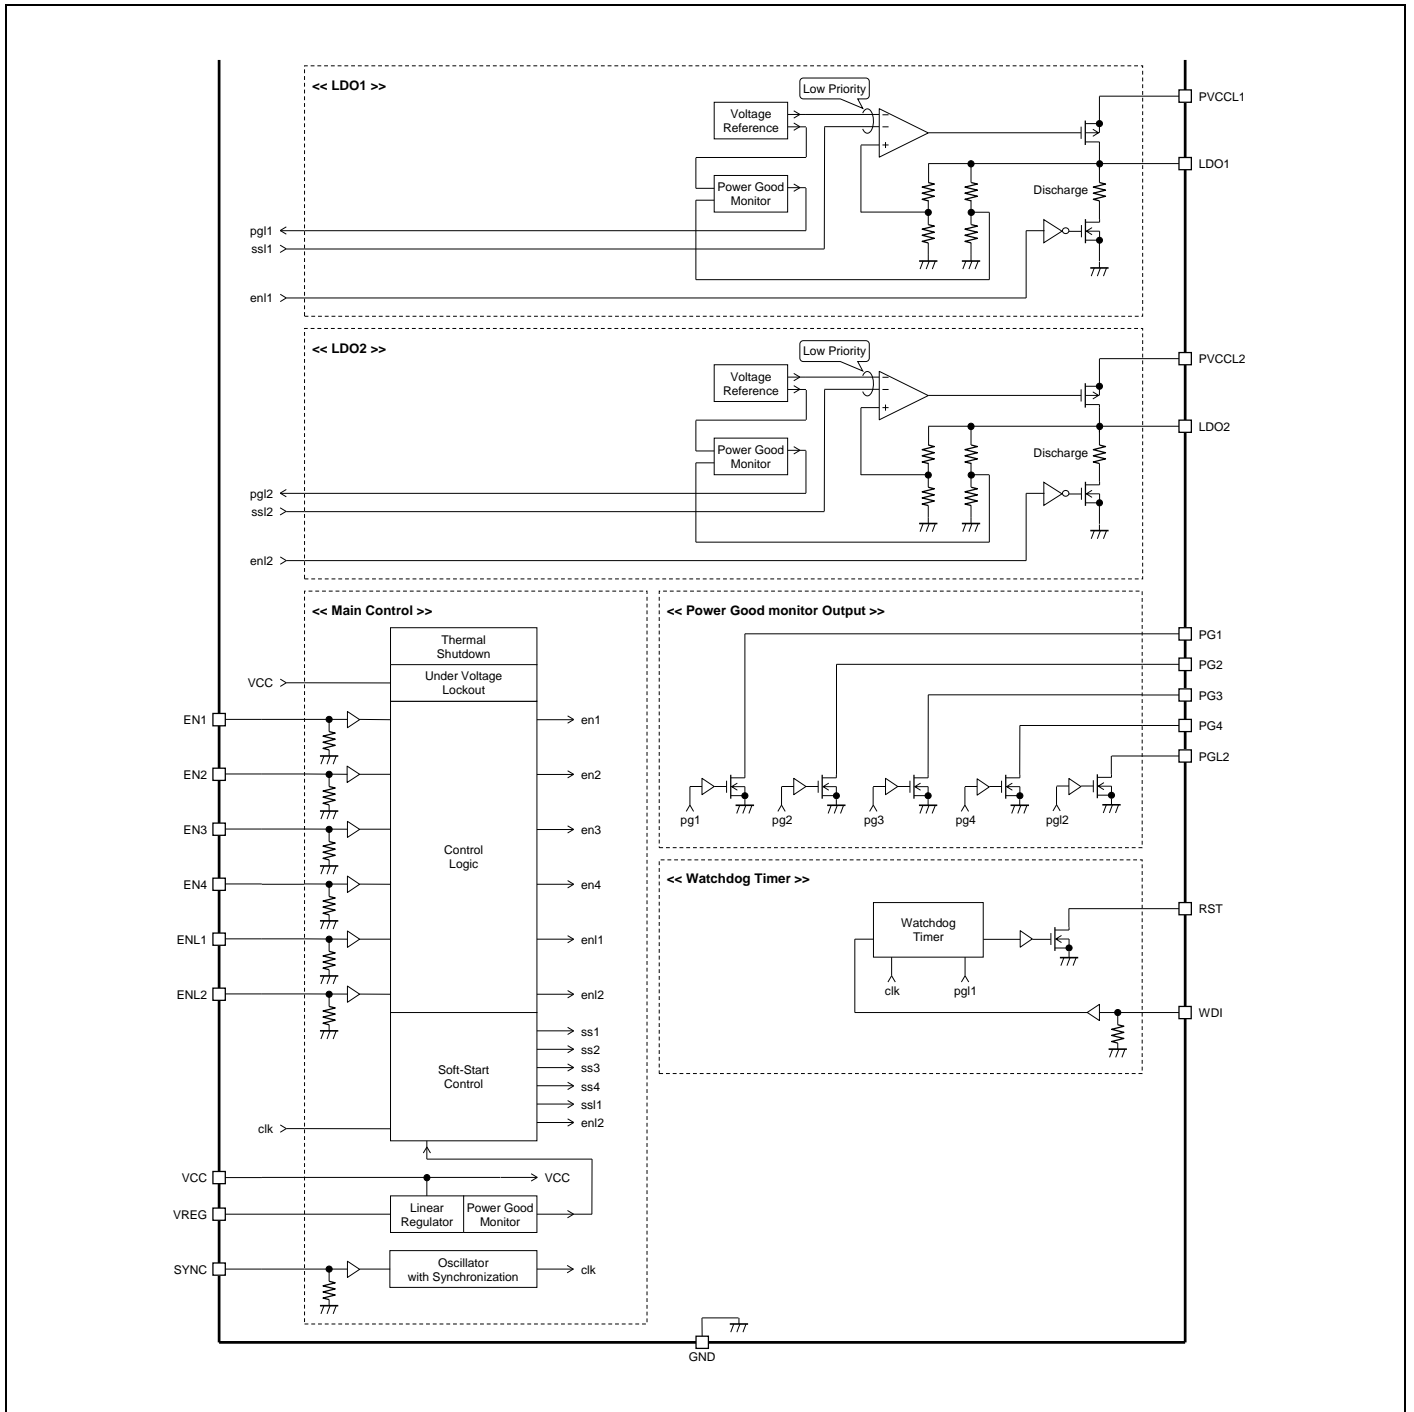 << LDO1 >>
Low Priority
Voltage
Reference
Power Good
Monitor
Discharge
PVCCL1
LDO1
pgl1
ssl1
enl1
−
−
+
<< LDO2 >>
Low Priority
Voltage
Reference
Power Good
Monitor
Discharge
PVCCL2
LDO2
pgl2
ssl2
enl2
−
−
+
<< Main Control >>
Thermal
Shutdown
Under Voltage
Lockout
Control
Logic
Soft-Start
Control
VCC
EN1
EN2
EN3
EN4
ENL1
ENL2
en1
en2
en3
en4
enl1
enl2
ss1
ss2
ss3
ss4
ssl1
enl2
clk
VCC
VCC
VREG
Linear
Regulator
Power Good
Monitor
SYNC
Oscillator
with Synchronization
clk
<< Power Good monitor Output >>
PG1
PG2
PG3
PG4
PGL2
pg1
pg2
pg3
pg4
pgl2
<< Watchdog Timer >>
Watchdog
Timer
clk
pgl1
RST
WDI
GND